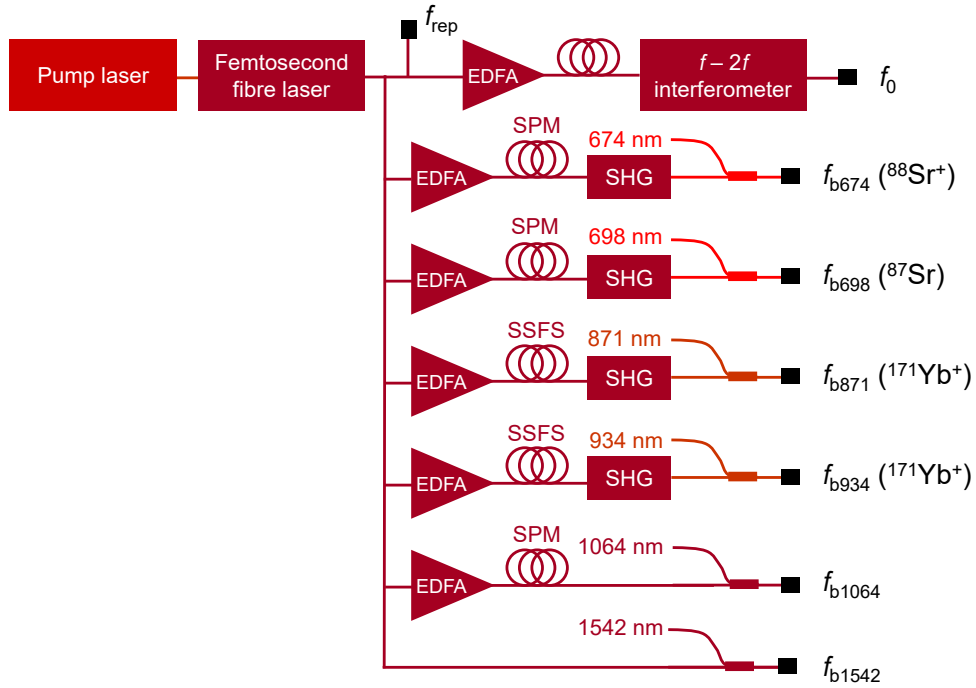 f_rep
Pump laser
Femtosecond
fibre laser
EDFA
f – 2f
interferometer
f_0
SPM
674 nm
EDFA
SHG
f_b674 (⁸⁸Sr⁺)
SPM
698 nm
EDFA
SHG
f_b698 (⁸⁷Sr)
SSFS
871 nm
EDFA
SHG
f_b871 (¹⁷¹Yb⁺)
SSFS
934 nm
EDFA
SHG
f_b934 (¹⁷¹Yb⁺)
SPM
1064 nm
EDFA
f_b1064
1542 nm
f_b1542